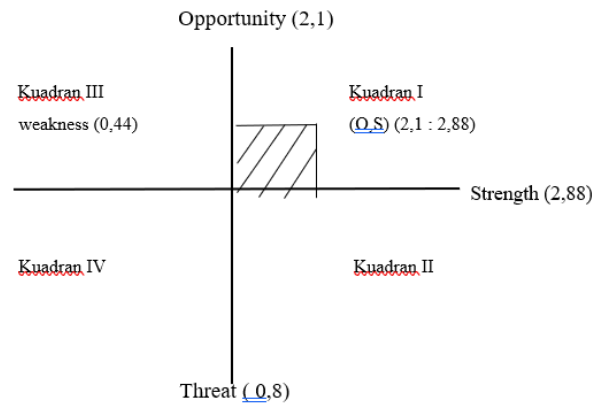 Opportunity (2,1)
Kuadran III
weakness (0,44)
Kuadran I
(O,S) (2,1 : 2,88)
Strength (2,88)
Kuadran IV
Kuadran II
Threat ( 0,8)